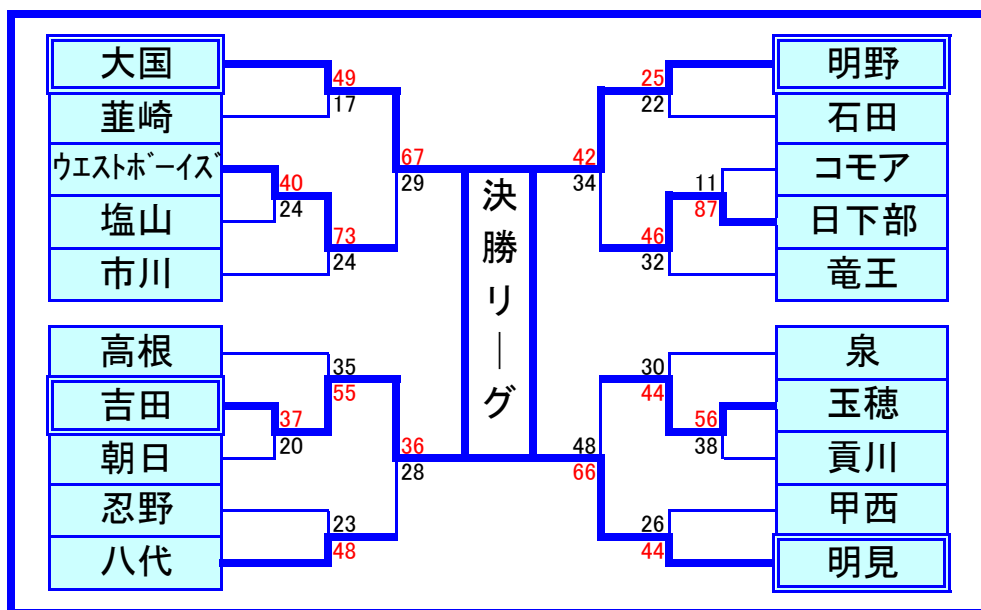 大国
49
17
韮崎
ウエストボーイズ
67
29
40
24
塩山
73
24
市川
高根
35
55
吉田
37
20
朝日
36
28
忍野
23
48
八代
決勝リーグ
明野
25
22
石田
42
34
コモア
11
87
日下部
46
32
竜王
泉
30
44
玉穂
56
38
貢川
48
66
甲西
26
44
明見